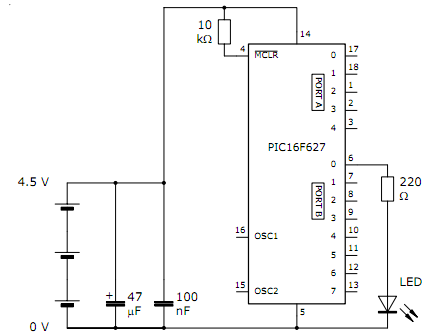 10
kΩ
14
4
MCLR
0
17
1
18
2
1
3
2
4
3
PORT A
PIC16F627
0
6
1
7
2
8
3
9
4
10
5
11
6
12
7
13
PORT B
220
Ω
4.5 V
16
OSC1
15
OSC2
+
47
µF
100
nF
LED
5
0 V